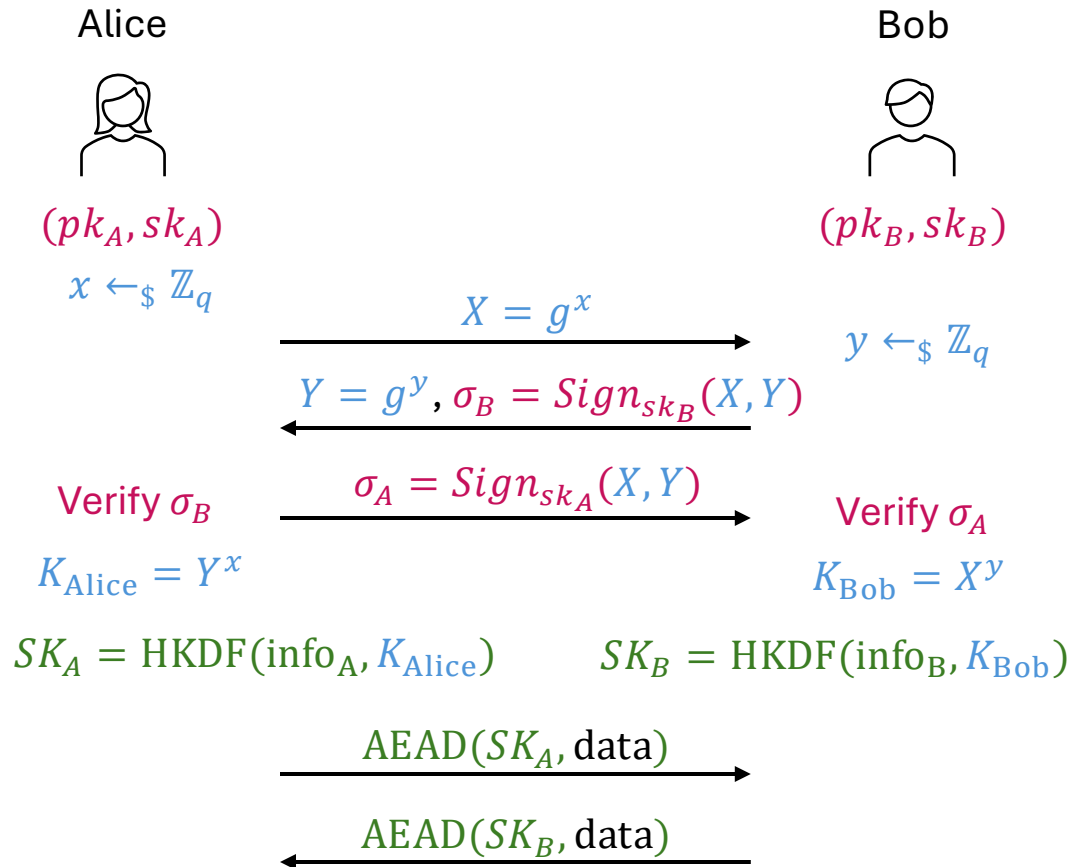 Alice Bob
(pk_A, sk_A) (pk_B, sk_B)
x ←_$ ℤ_q
X = g^x
y ←_$ ℤ_q
Y = g^y, σ_B = Sign_{sk_B}(X, Y)
Verify σ_B
σ_A = Sign_{sk_A}(X, Y)
Verify σ_A
K_Alice = Y^x K_Bob = X^y
SK_A = HKDF(info_A, K_Alice) SK_B = HKDF(info_B, K_Bob)
AEAD(SK_A, data)
AEAD(SK_B, data)